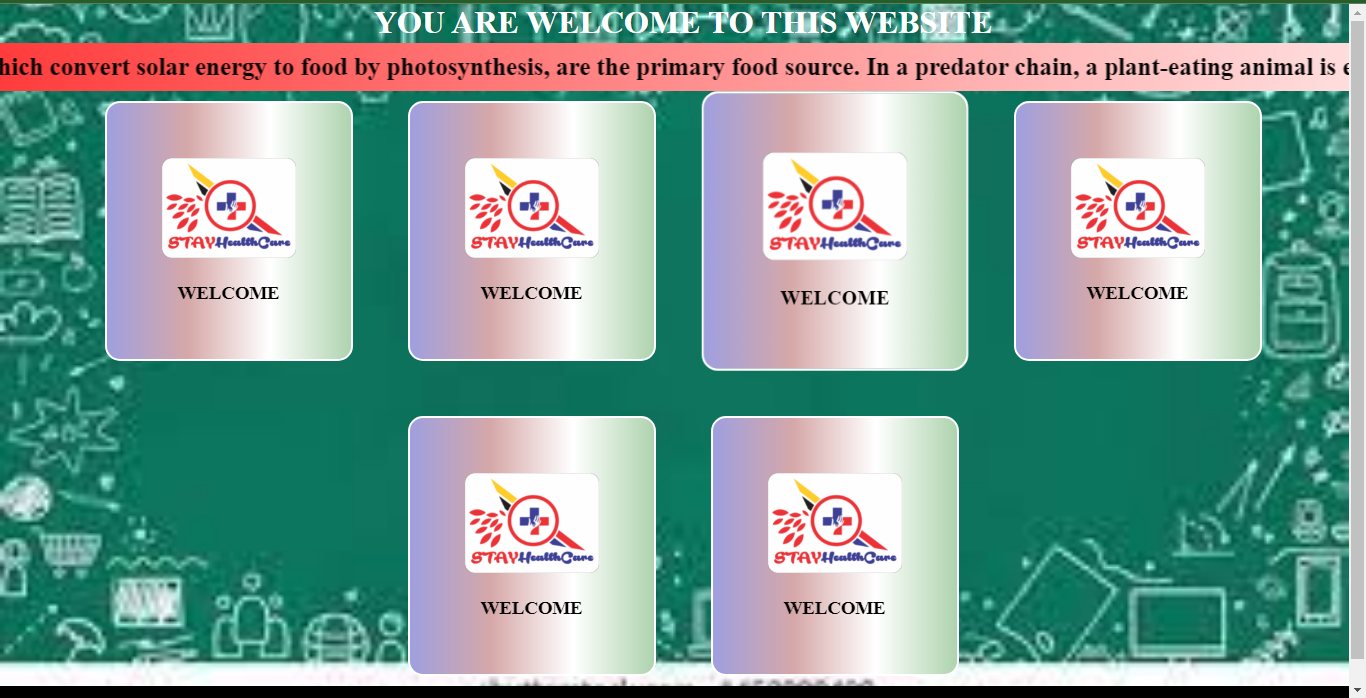 YOU ARE WELCOME TO THIS WEBSITE
hich convert solar energy to food by photosynthesis, are the primary food source. In a predator chain, a plant-eating animal is e
STAYHealthCare
STAYHealthCare
STAYHealthCare
STAYHealthCare
WELCOME
WELCOME
WELCOME
WELCOME
STAYHealthCare
STAYHealthCare
WELCOME
WELCOME